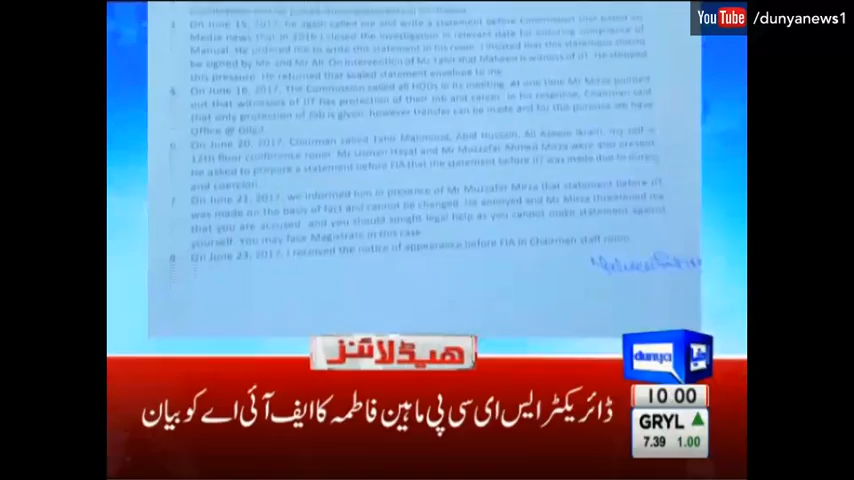 YouTube /dunyanews1
3. On June 15, 2017, he again called me and write a statement before Commission that based on
Media news that in 2016 I closed the investigation in relevant date for ensuring compliance of
Manual. He ordered me to write this statement in his room. I insisted that this statement should
be signed by Me and Mr Ali. On intervention of Mr Tahir that Maheen is witness of JIT. He stopped
this pressure. He returned that sealed statement envelope to me.
On June 16, 2017, The Commission called all HODs in its meeting. At one time Mr Mirza pointed
out that witnesses of JIT has protection of their job and career. In his response, Chairman said
that only protection of job is given, however transfer can be made and for this purpose we have
Office @ Gilgit
On June 20, 2017, Chairman called Tahir Mahmood, Abid Hussain, Ali Azeem Ikram, my self
12th floor conference room. Mr Usman Hayat and Mr Muzzafar Ahmed Mirza were also present
He asked to prepare a statement before FIA that the statement before JIT was made due to
and coercion.
7. On June 21, 2017, we informed him in presence of Mr Muzzafar Mirza that statement before JIT
was made on the basis of fact and cannot be changed. He annoyed and Mr Mirza threatened me
that you are accused and you should sought legal help as you cannot make statement against
yourself. You may face Magistrate in this case.
8. On June 23, 2017, I received the notice of appearance before FIA in Chairman staff room.
ھیڈلائنز
dunya دنیا
10 00
ڈائریکٹر ایس ای سی پی ماہین فاطمہ کا ایف آئی اے کو بیان
GRYL ▲
7.39 1.00